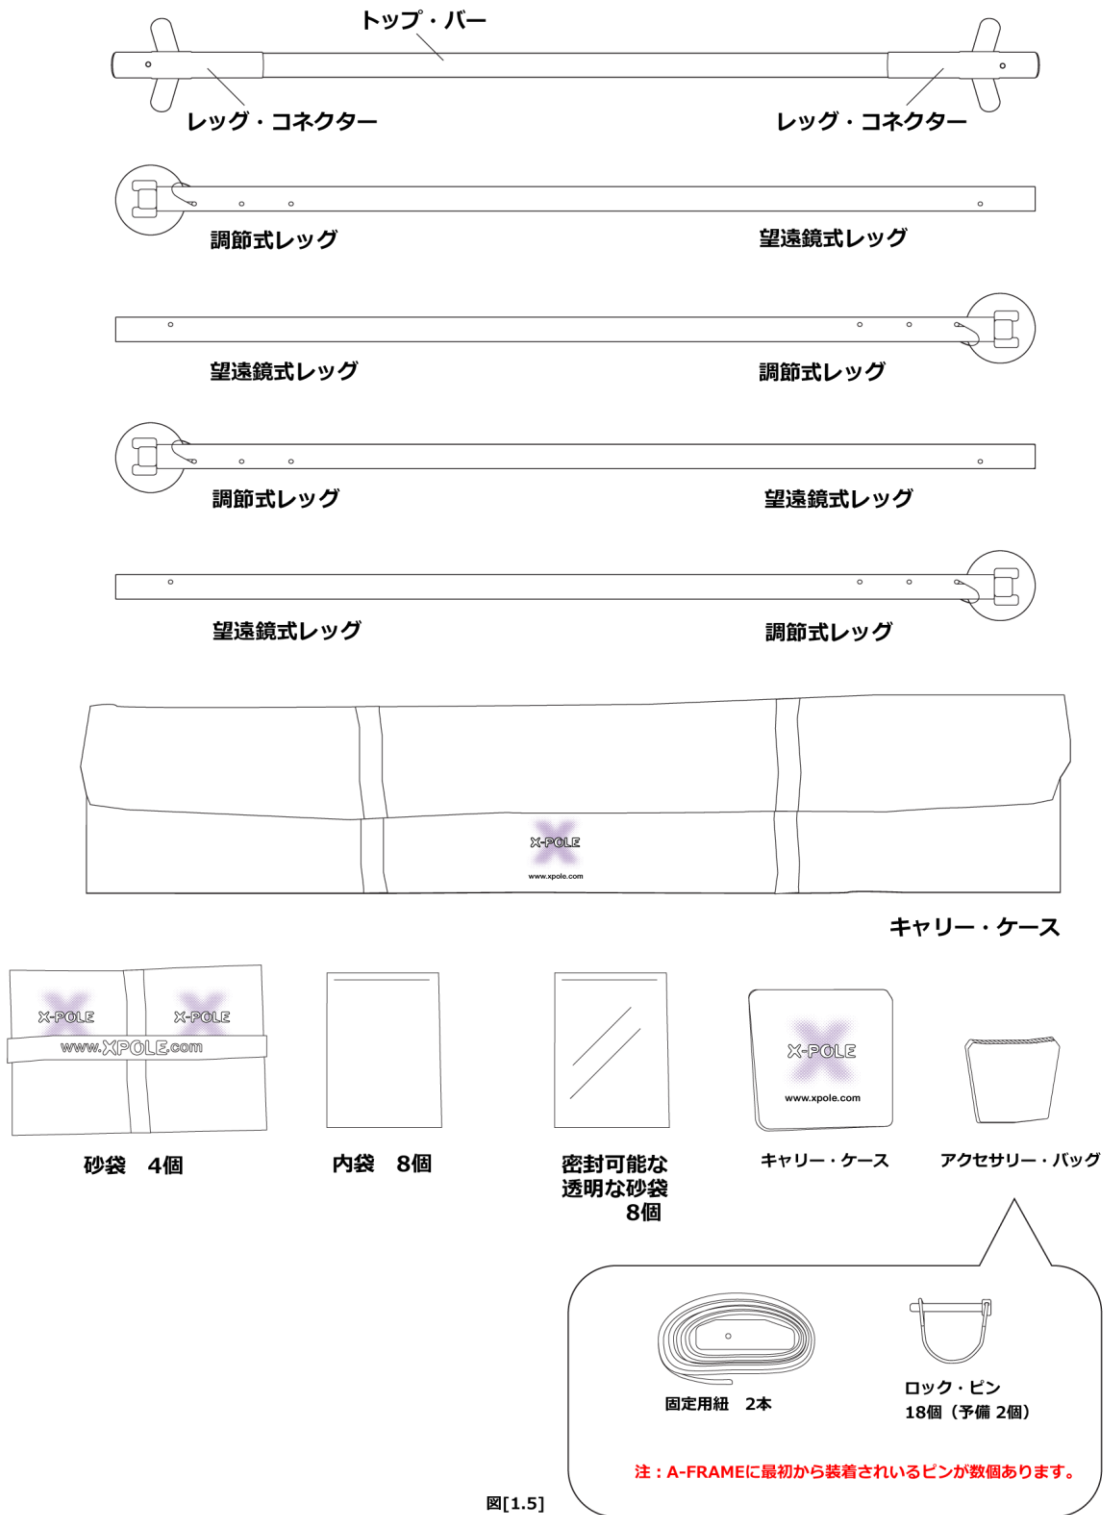 トップ・バー
レッグ・コネクター
レッグ・コネクター
調節式レッグ
望遠鏡式レッグ
望遠鏡式レッグ
調節式レッグ
調節式レッグ
望遠鏡式レッグ
望遠鏡式レッグ
調節式レッグ
X-POLE
www.xpole.com
キャリー・ケース
X-POLE
X-POLE
www.XPOLE.com
砂袋 4個
内袋 8個
密封可能な
透明な砂袋
8個
X-POLE
www.xpole.com
キャリー・ケース
アクセサリー・バッグ
固定用紐 2本
ロック・ピン
18個（予備 2個）
注：A-FRAMEに最初から装着されいるピンが数個あります。
図[1.5]